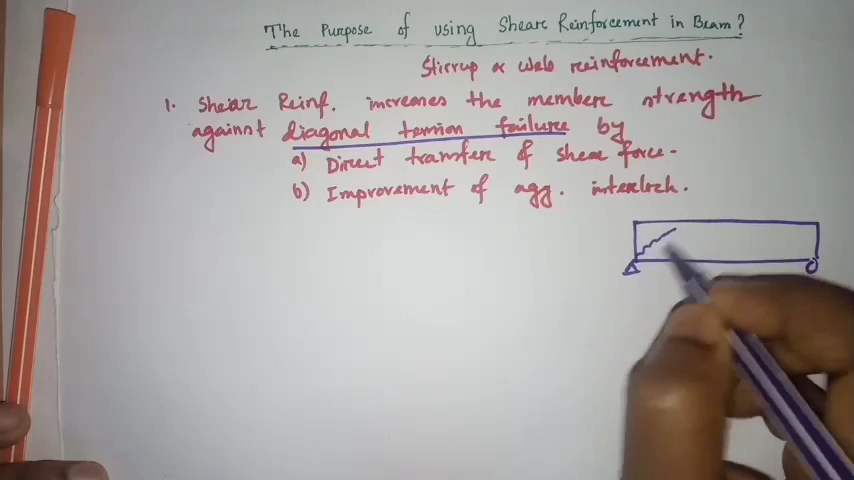 The Purpose of using Shear Reinforcement in Beam?
Stirrup or Web reinforcement.
1. Shear Reinf. increases the member strength
against diagonal tension failure by
a) Direct transfer of shear force.
b) Improvement of agg. interlock.